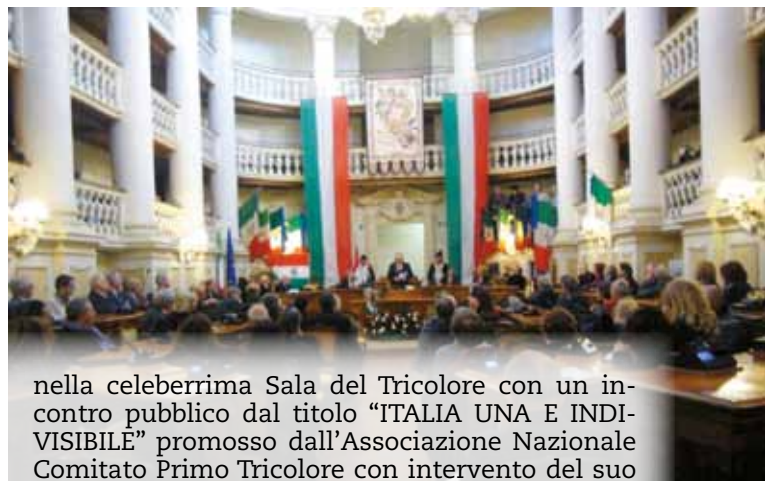 nella celeberrima Sala del Tricolore con un in-
contro pubblico dal titolo “ITALIA UNA E INDI-
VISIBILE” promosso dall’Associazione Nazionale
Comitato Primo Tricolore con intervento del suo